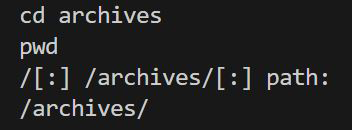 cd archives
pwd
/[:] /archives/[:] path:
/archives/